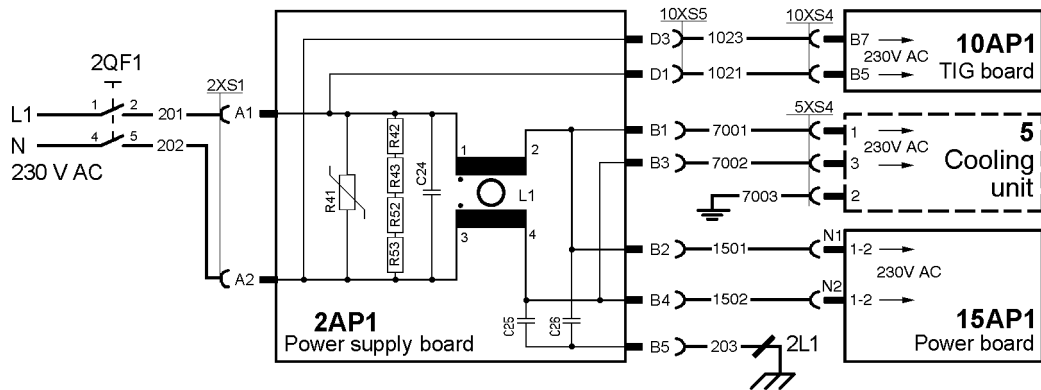 10XS5
10XS4
D3
1023
B7
230V AC
10AP1
TIG board
D1
1021
B5
2QF1
2XS1
L1
1
2
201
A1
N
4
5
202
230 V AC
5XS4
B1
7001
1
230V AC
5
Cooling
unit
B3
7002
3
7003
2
R41
R42
R43
R52
R53
C24
1
2
L1
3
4
B2
1501
N1
1-2
230V AC
A2
B4
1502
N2
1-2
15AP1
Power board
2AP1
Power supply board
C25
C26
B5
203
2L1